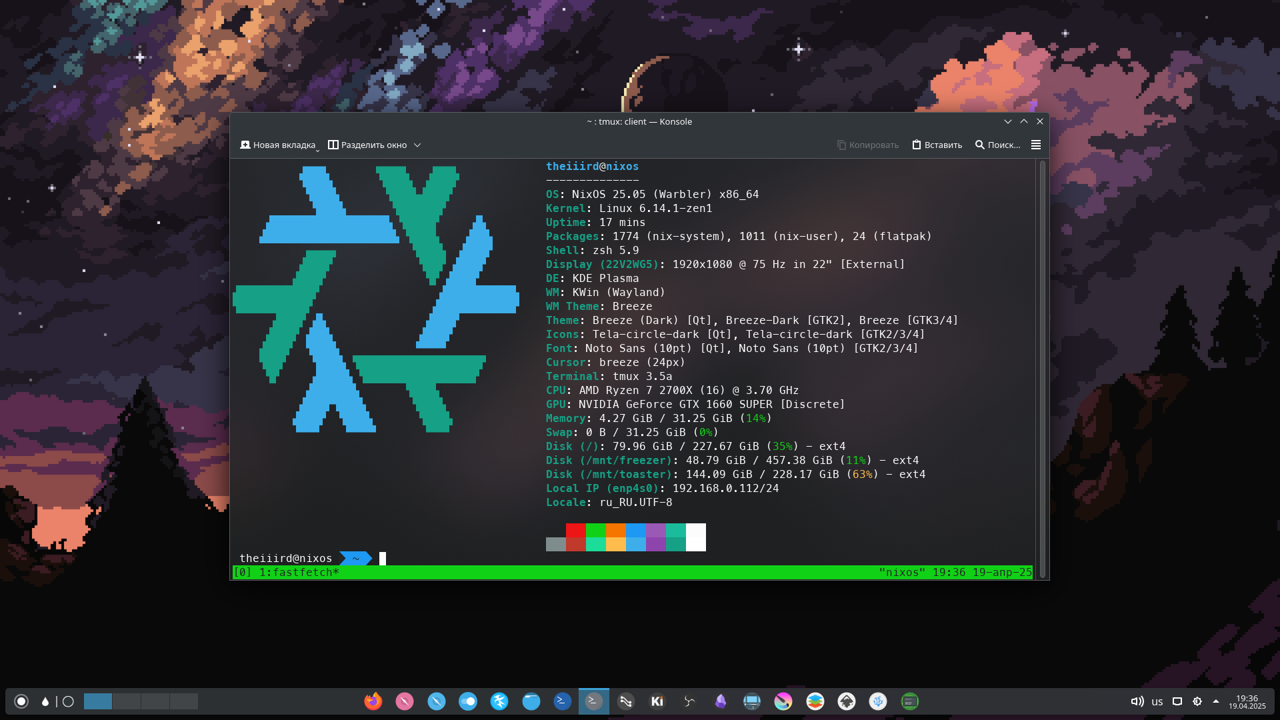 ~ : tmux: client — Konsole
Новая вкладка
Разделить окно
Копировать
Вставить
Поиск...
theiiird@nixos
--------------
OS: NixOS 25.05 (Warbler) x86_64
Kernel: Linux 6.14.1-zen1
Uptime: 17 mins
Packages: 1774 (nix-system), 1011 (nix-user), 24 (flatpak)
Shell: zsh 5.9
Display (22V2WG5): 1920x1080 @ 75 Hz in 22" [External]
DE: KDE Plasma
WM: KWin (Wayland)
WM Theme: Breeze
Theme: Breeze (Dark) [Qt], Breeze-Dark [GTK2], Breeze [GTK3/4]
Icons: Tela-circle-dark [Qt], Tela-circle-dark [GTK2/3/4]
Font: Noto Sans (10pt) [Qt], Noto Sans (10pt) [GTK2/3/4]
Cursor: breeze (24px)
Terminal: tmux 3.5a
CPU: AMD Ryzen 7 2700X (16) @ 3.70 GHz
GPU: NVIDIA GeForce GTX 1660 SUPER [Discrete]
Memory: 4.27 GiB / 31.25 GiB (14%)
Swap: 0 B / 31.25 GiB (0%)
Disk (/): 79.96 GiB / 227.67 GiB (35%) - ext4
Disk (/mnt/freezer): 48.79 GiB / 457.38 GiB (11%) - ext4
Disk (/mnt/toaster): 144.09 GiB / 228.17 GiB (63%) - ext4
Local IP (enp4s0): 192.168.0.112/24
Locale: ru_RU.UTF-8
theiiird@nixos ~
[0] 1:fastfetch* "nixos" 19:36 19-апр-25
Ki
us
19:36
19.04.2025